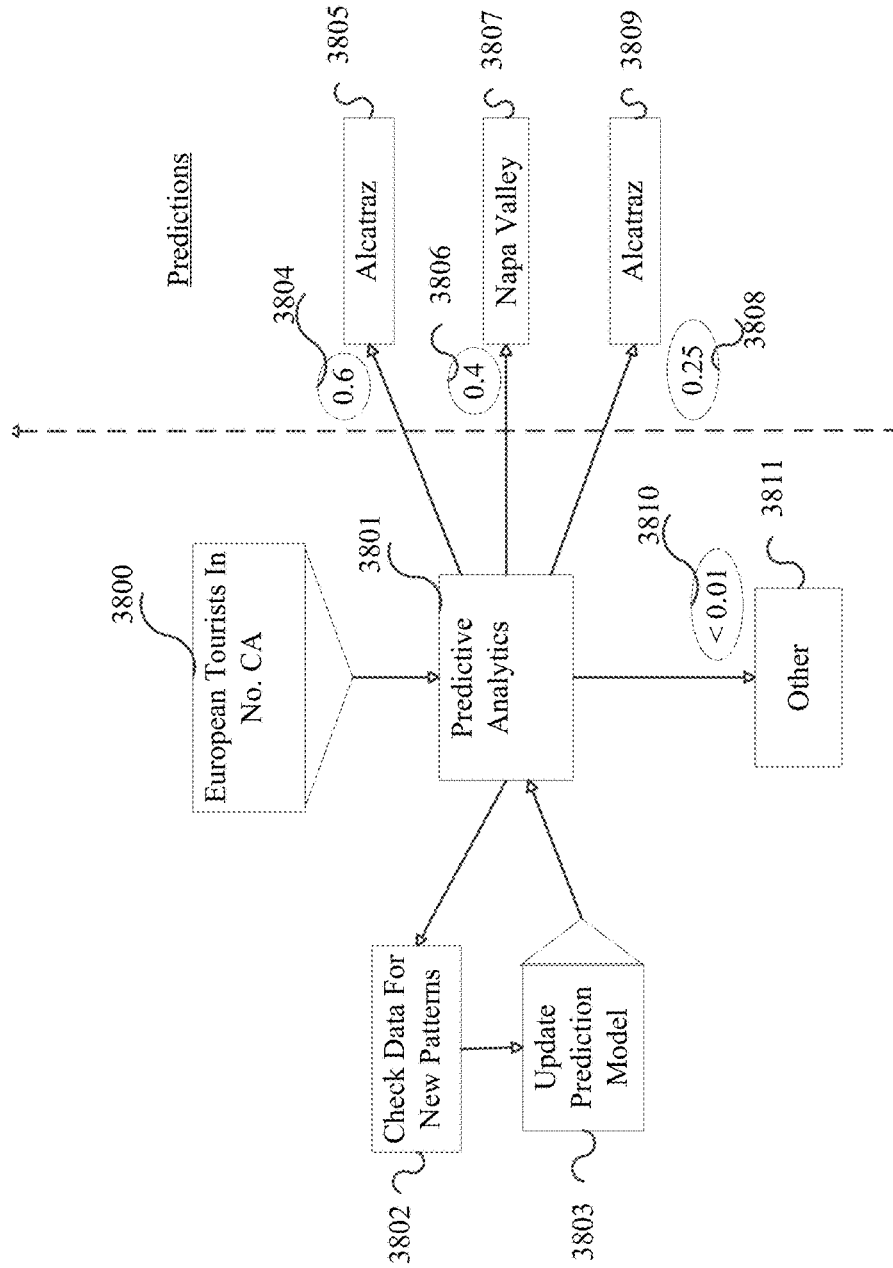 3800
European Tourists In
No. CA
Predictions
3801
Predictive
Analytics
3802
Check Data For
New Patterns
3803
Update
Prediction
Model
3804
0.6
3805
Alcatraz
3806
0.4
3807
Napa Valley
3808
0.25
3809
Alcatraz
3810
< 0.01
3811
Other